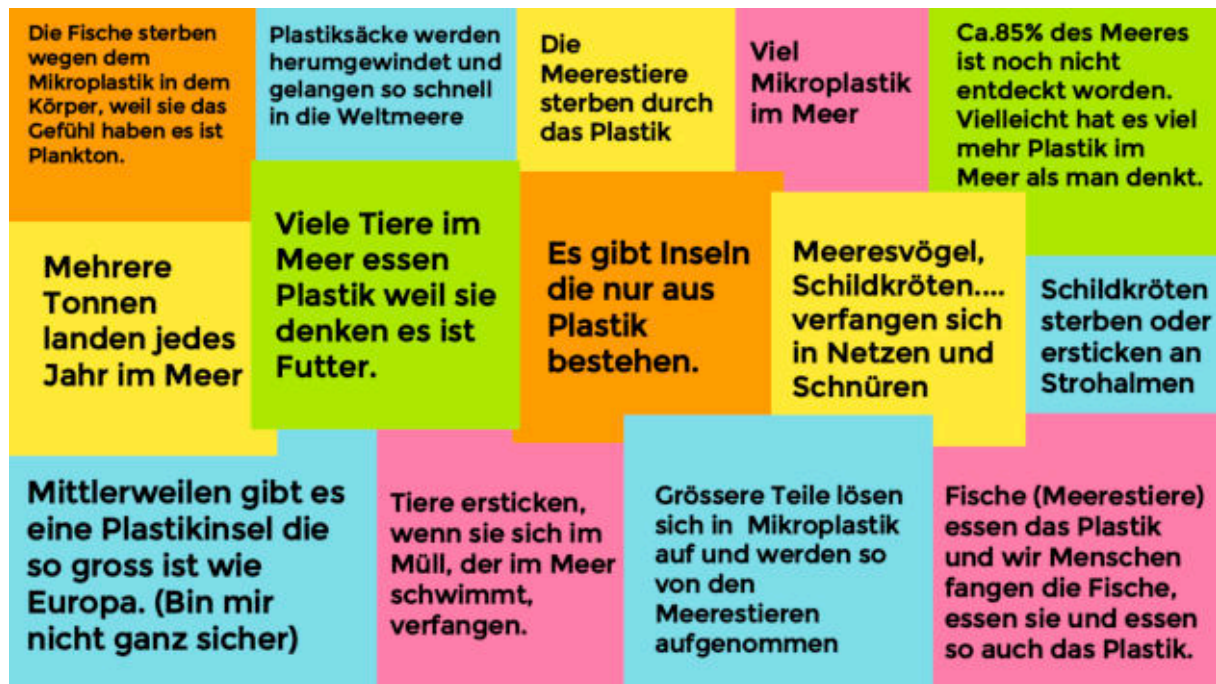 Die Fische sterben
wegen dem
Mikroplastik in dem
Körper, weil sie das
Gefühl haben es ist
Plankton.
Plastiksäcke werden
herumgewindet und
gelangen so schnell
in die Weltmeere
Die
Meerestiere
sterben durch
das Plastik
Viel
Mikroplastik
im Meer
Ca.85% des Meeres
ist noch nicht
entdeckt worden.
Vielleicht hat es viel
mehr Plastik im
Meer als man denkt.
Mehrere
Tonnen
landen jedes
Jahr im Meer
Viele Tiere im
Meer essen
Plastik weil sie
denken es ist
Futter.
Es gibt Inseln
die nur aus
Plastik
bestehen.
Meeresvögel,
Schildkröten....
verfangen sich
in Netzen und
Schnüren
Schildkröten
sterben oder
ersticken an
Strohalmen
Mittlerweilen gibt es
eine Plastikinsel die
so gross ist wie
Europa. (Bin mir
nicht ganz sicher)
Tiere ersticken,
wenn sie sich im
Müll, der im Meer
schwimmt,
verfangen.
Grössere Teile lösen
sich in Mikroplastik
auf und werden so
von den
Meerestieren
aufgenommen
Fische (Meerestiere)
essen das Plastik
und wir Menschen
fangen die Fische,
essen sie und essen
so auch das Plastik.